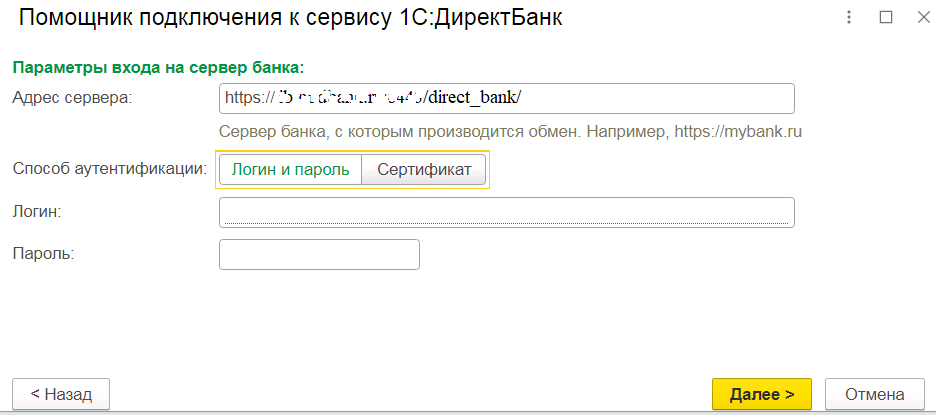 Помощник подключения к сервису 1С:ДиректБанк
Параметры входа на сервер банка:
Адрес сервера: https:// /direct_bank/
Сервер банка, с которым производится обмен. Например, https://mybank.ru
Способ аутентификации: Логин и пароль Сертификат
Логин:
Пароль:
< Назад Далее > Отмена